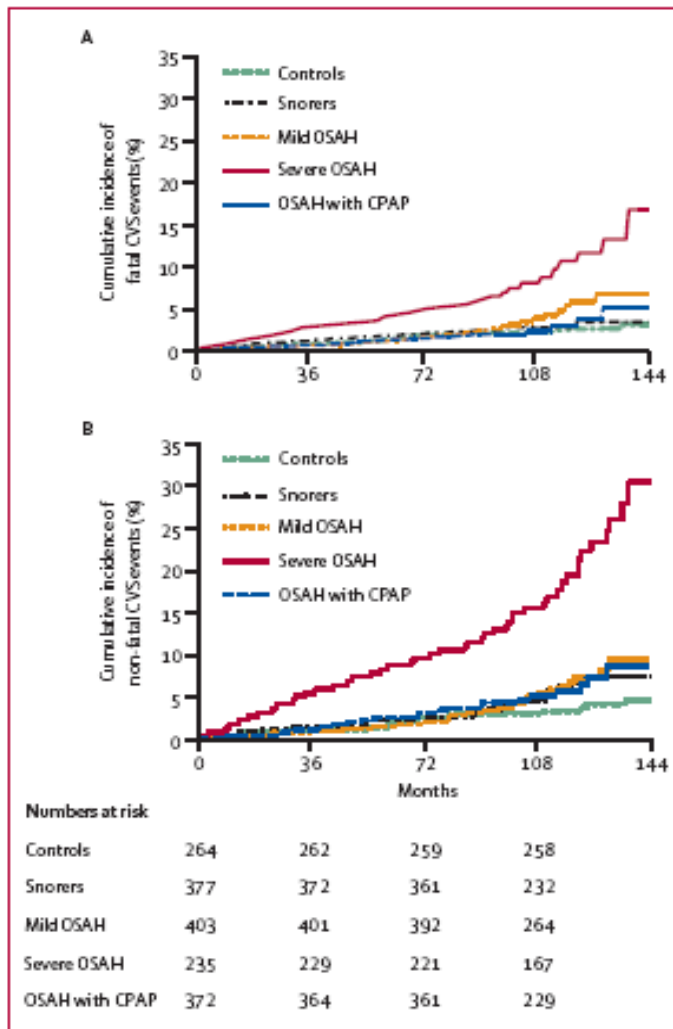 A
Cumulative incidence of
fatal CVS events (%)
35
30
25
20
15
10
5
0
Controls
Snorers
Mild OSAH
Severe OSAH
OSAH with CPAP
0 36 72 108 144
B
Cumulative incidence of
non-fatal CVS events (%)
35
30
25
20
15
10
5
0
Controls
Snorers
Mild OSAH
Severe OSAH
OSAH with CPAP
0 36 72 108 144
Months
Numbers at risk
Controls 264 262 259 258
Snorers 377 372 361 232
Mild OSAH 403 401 392 264
Severe OSAH 235 229 221 167
OSAH with CPAP 372 364 361 229